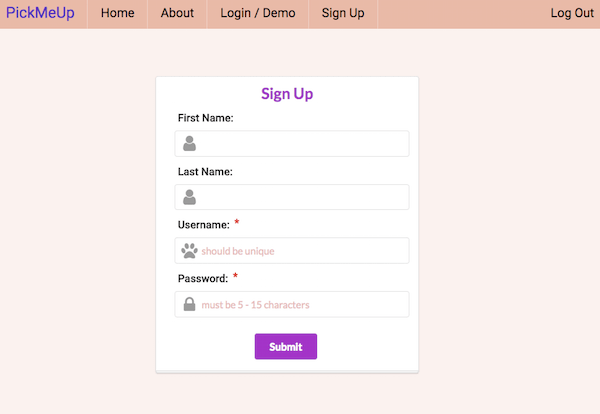 PickMeUp Home About Login / Demo Sign Up Log Out
Sign Up
First Name:
Last Name:
Username: *
should be unique
Password: *
must be 5 - 15 characters
Submit